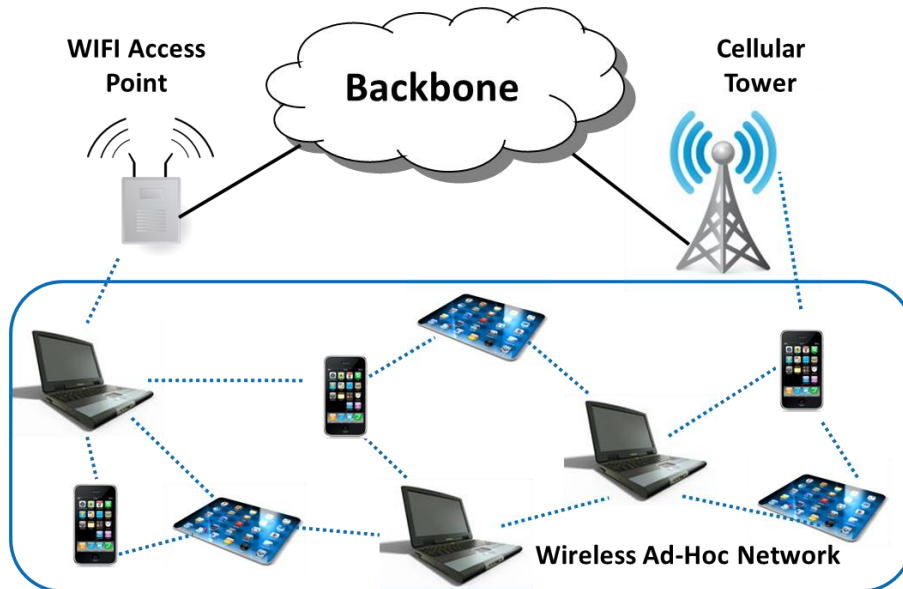 WIFI Access
Point
Backbone
Cellular
Tower
Wireless Ad-Hoc Network